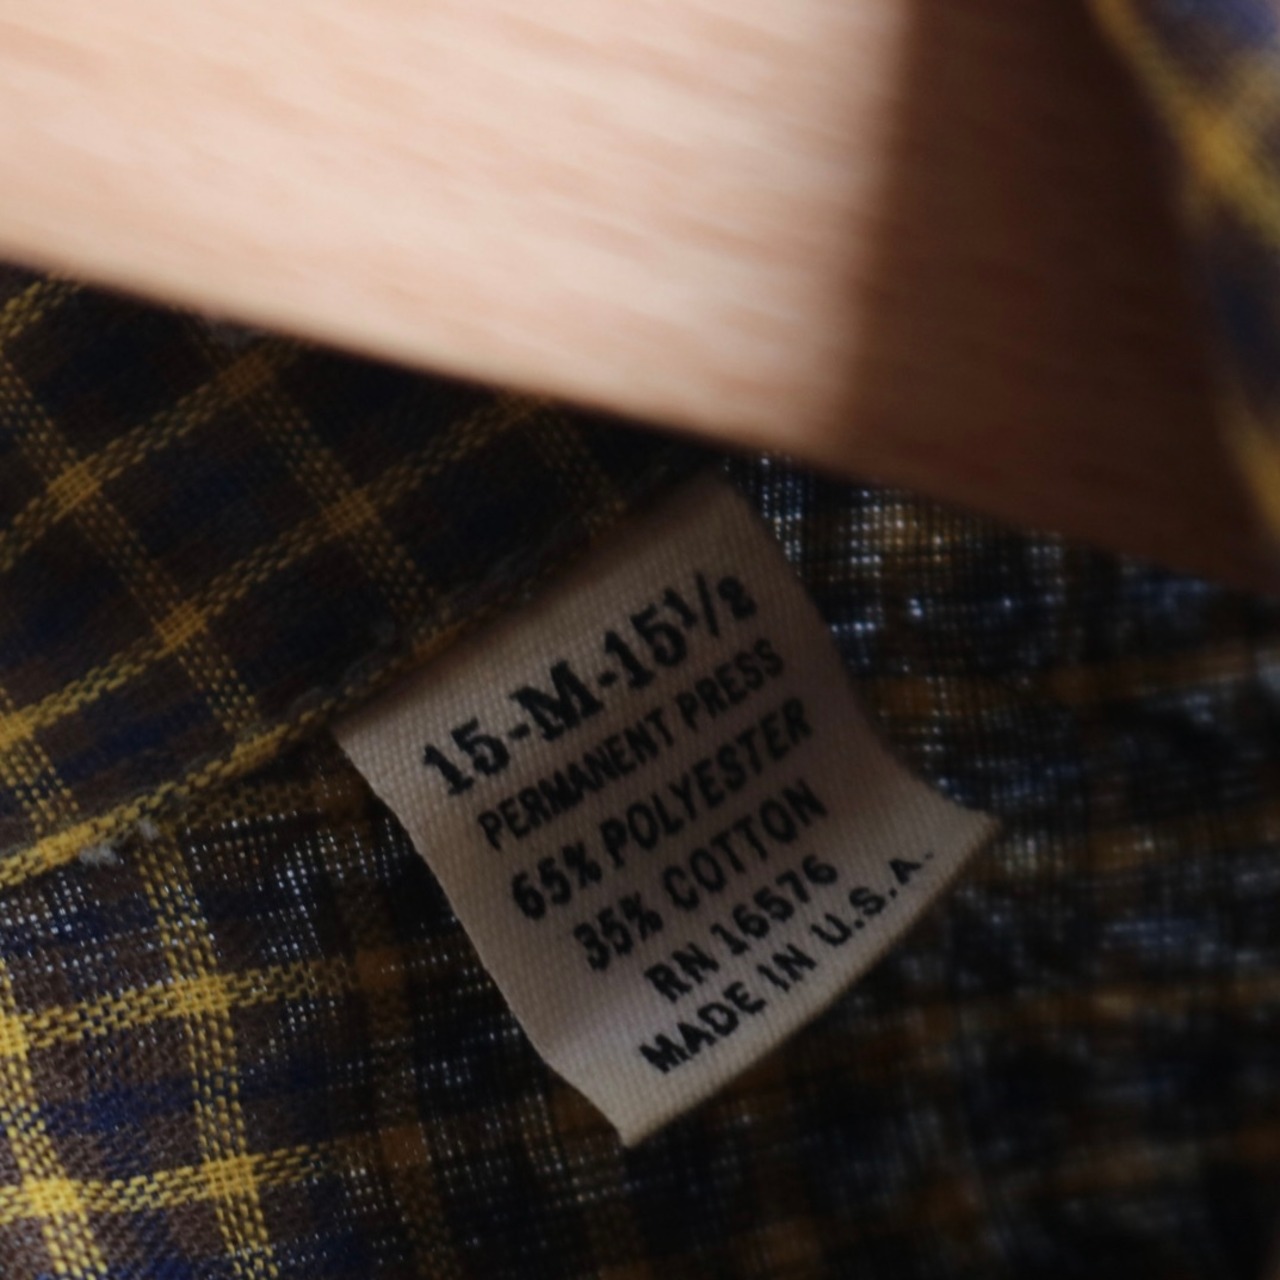 15-M-15½
PERMANENT PRESS
65% POLYESTER
35% COTTON
RN 16576
MADE IN U.S.A.